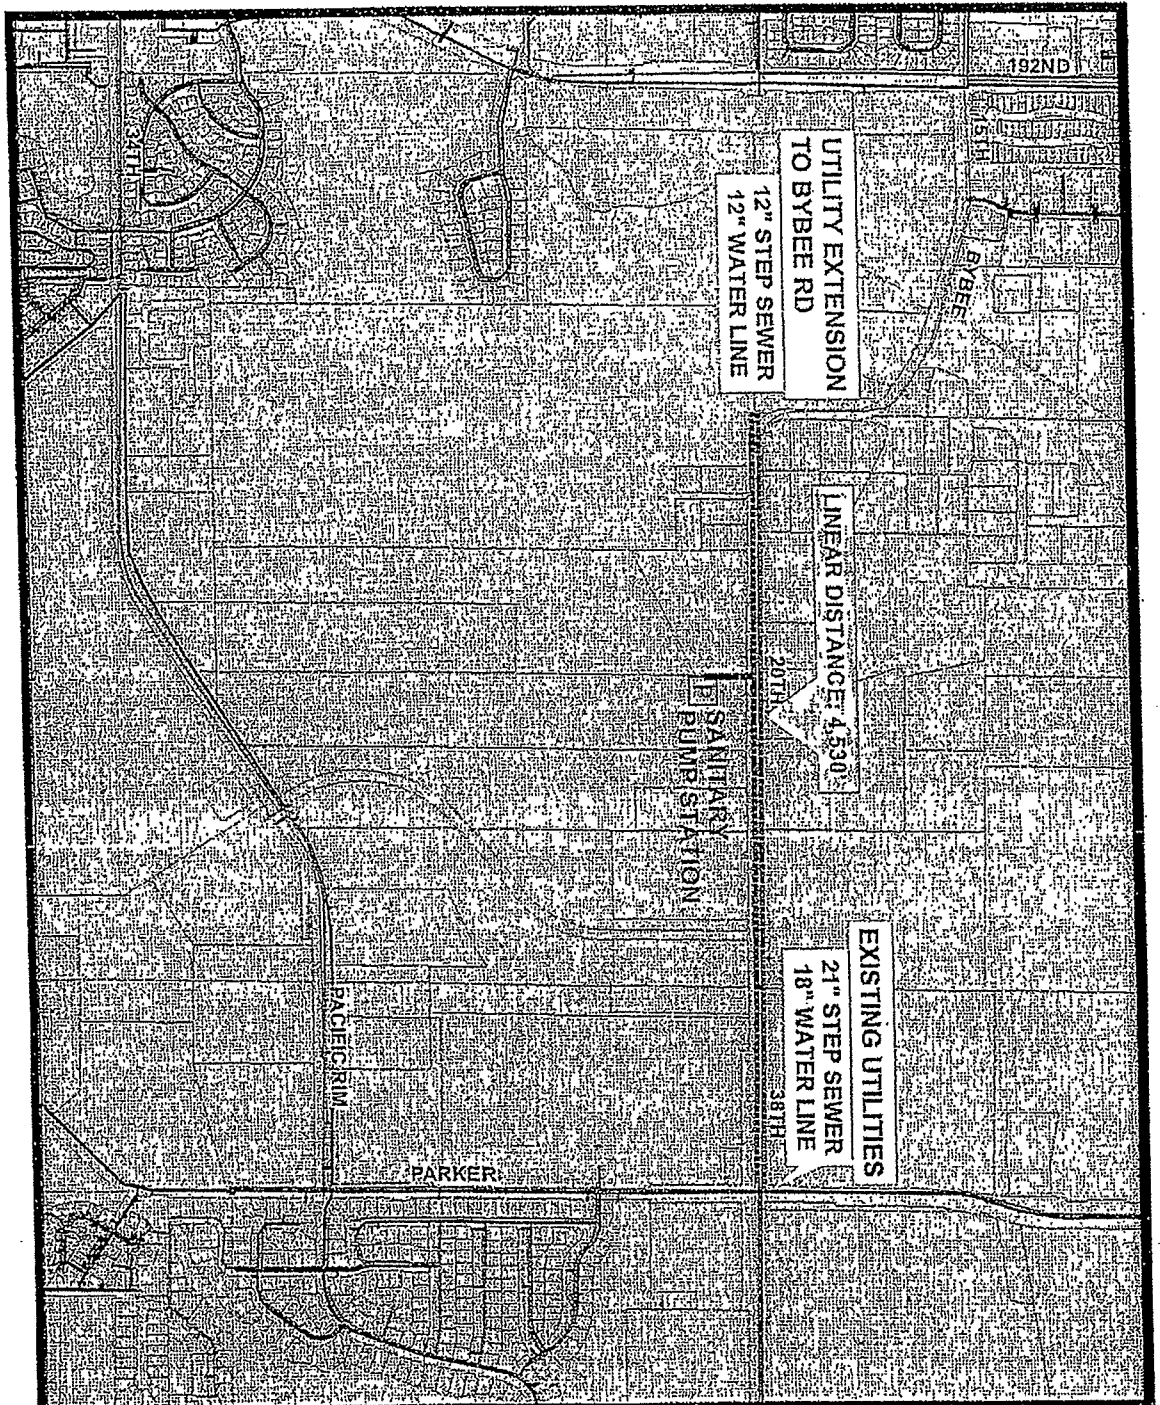 192ND
15TH
34TH
BYBEE
UTILITY EXTENSION
TO BYBEE RD
12" STEP SEWER
12" WATER LINE
LINEAR DISTANCE: 4,530'
20TH
P
SANITARY
PUMP STATION
EXISTING UTILITIES
21" STEP SEWER
18" WATER LINE
38TH
PACIFIC RIM
PARKER